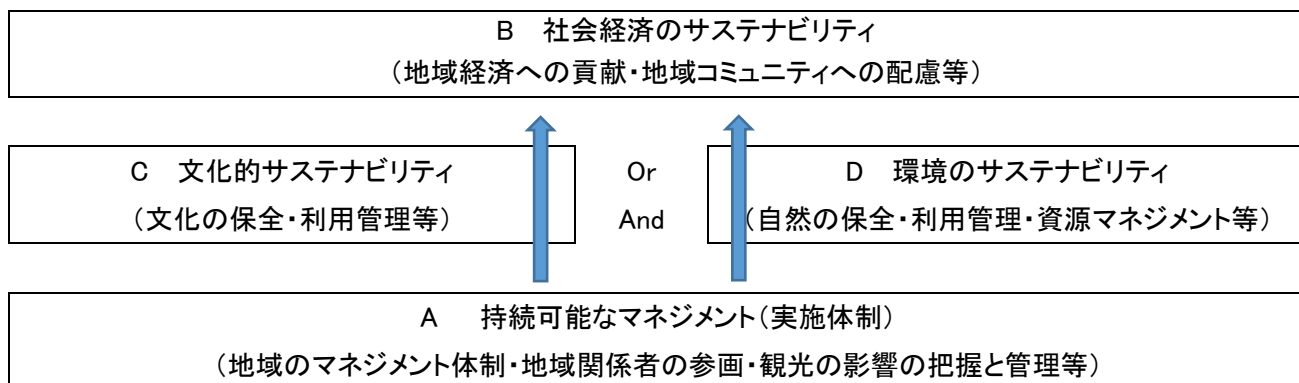 B 社会経済のサステナビリティ
(地域経済への貢献・地域コミュニティへの配慮等)
C 文化的サステナビリティ
(文化の保全・利用管理等)
Or
And
D 環境のサステナビリティ
(自然の保全・利用管理・資源マネジメント等)
A 持続可能なマネジメント(実施体制)
(地域のマネジメント体制・地域関係者の参画・観光の影響の把握と管理等)